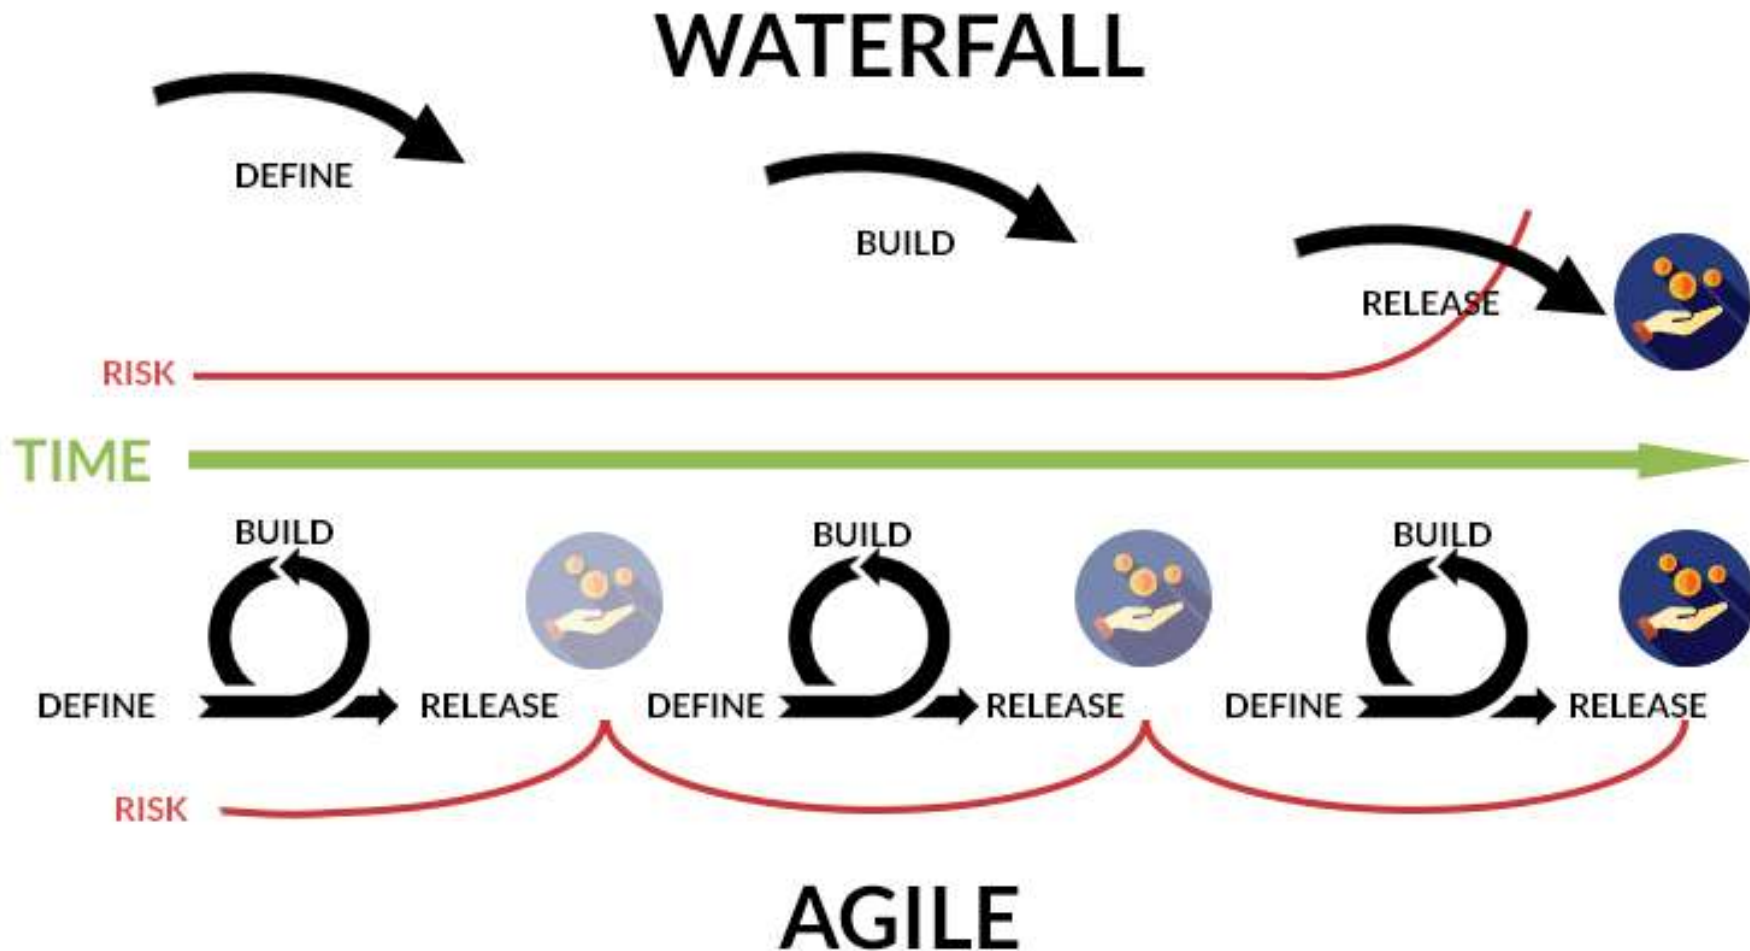 WATERFALL
DEFINE
BUILD
RELEASE
RISK
TIME
BUILD
BUILD
BUILD
DEFINE
RELEASE
DEFINE
RELEASE
DEFINE
RELEASE
RISK
AGILE